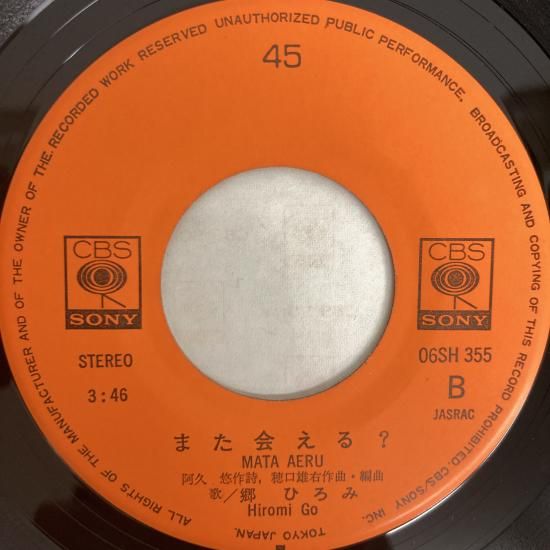 ALL RIGHTS OF THE MANUFACTURER AND OF THE OWNER OF THE RECORDED WORK RESERVED UNAUTHORIZED PUBLIC PERFORMANCE, BROADCASTING AND COPYING OF THIS RECORD PROHIBITED. CBS/SONY INC. TOKYO JAPAN.
45
CBS
SONY
CBS
SONY
STEREO
3:46
06SH 355
B
JASRAC
また会える?
MATA AERU
阿久 悠作詩, 穂口雄右作曲・編曲
歌/郷 ひろみ
Hiromi Go